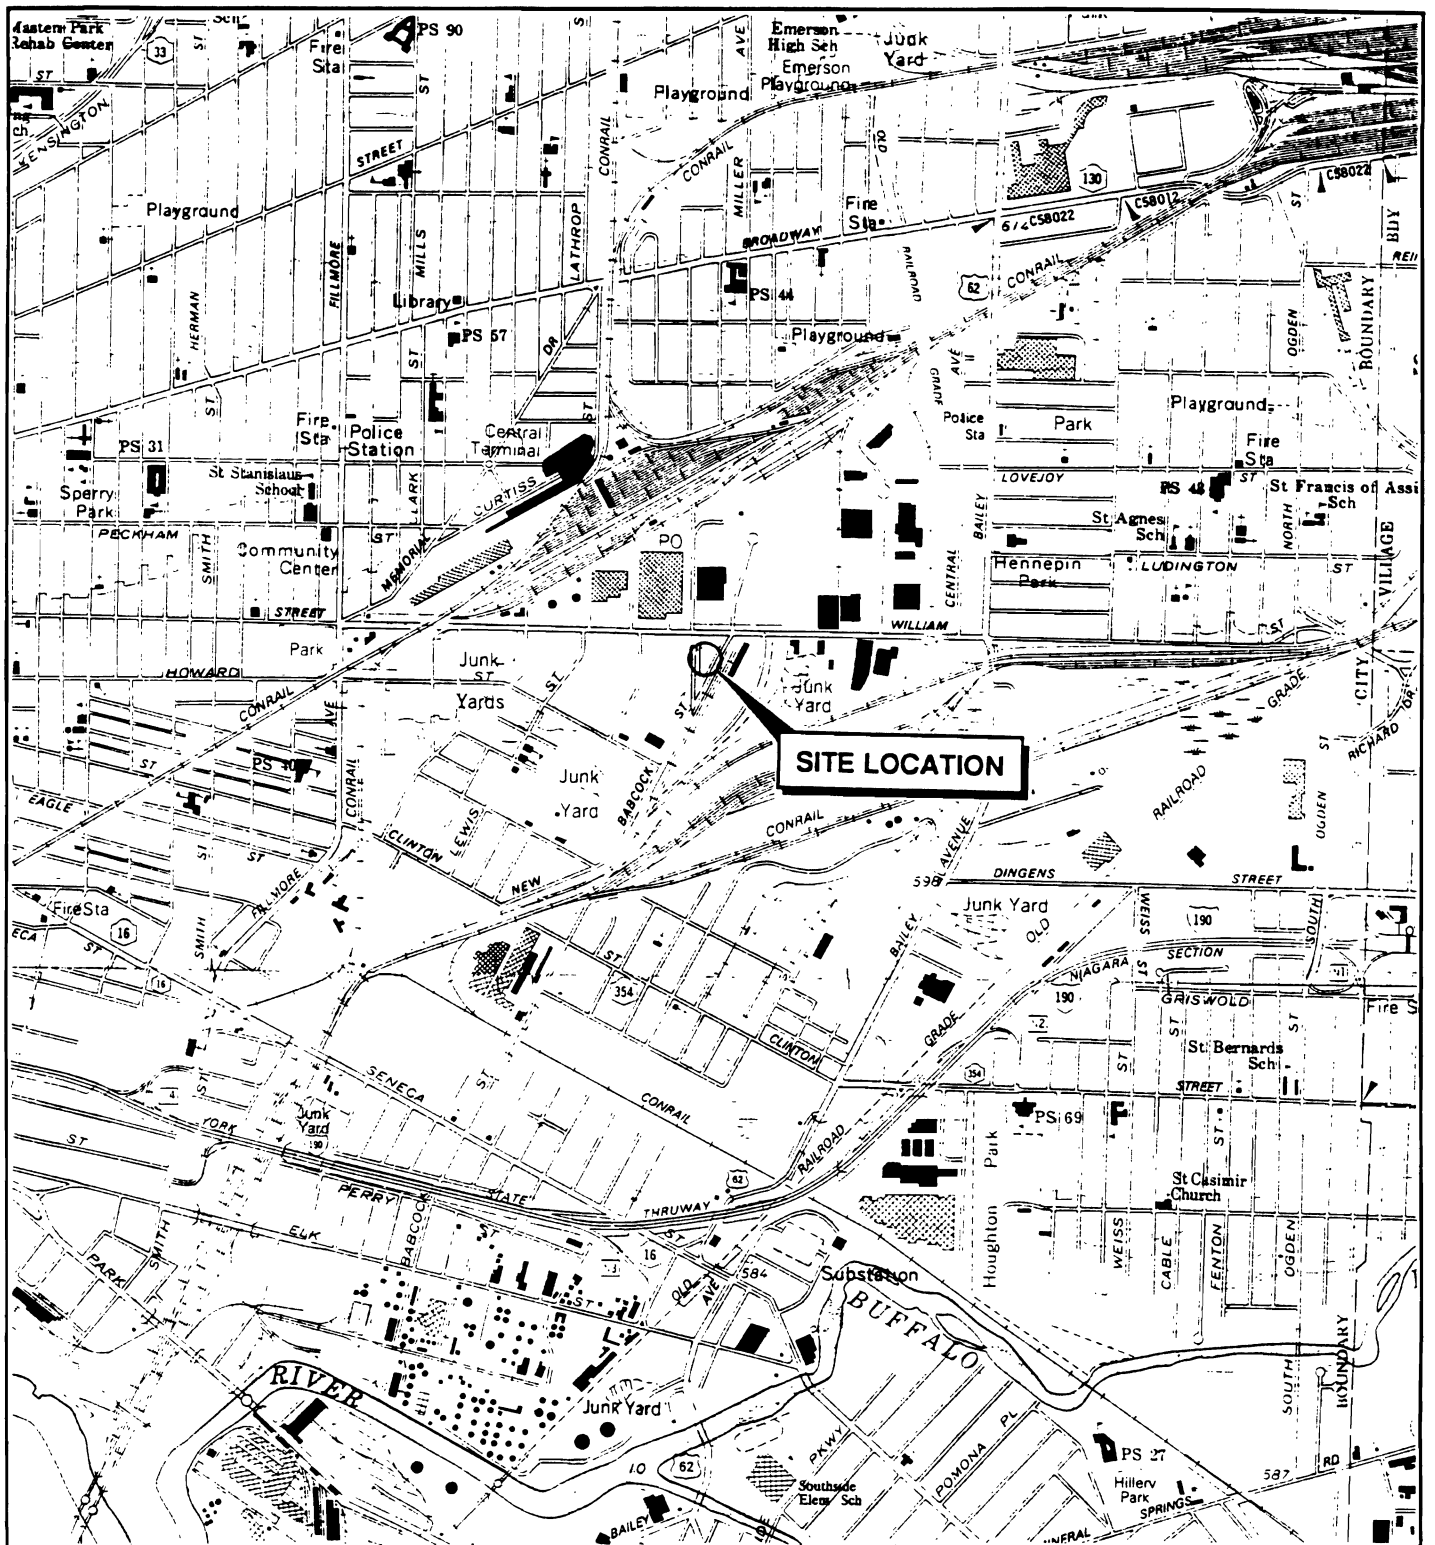 Masten Park
Rehab Center
33
ST
Fire
Sta
PS 90
ST
AVE
Emerson
High Sch
Emerson
Playground
Junk
Yard
Playground
KENSINGTON
STREET
CONRAIL
CONRAIL
OLD
MILLER
130
C58022
C58012
C58022
ST
BDY
Playground
Fire
Sta
BROADWAY
FILLMORE
MILLS
LATHROP
RAILROAD
62
CONRAIL
REII
Library
PS 44
HERMAN
PS 57
ST
DR
Playground
AVE
GRADE
OGDEN
BOUNDARY
ST
ST
Fire
Sta
Police
Station
Central
Terminal
Police
Sta
Park
Playground
Fire
Sta
PS 31
St Stanislaus
School
CLARK
CURTISS
LOVEJOY
PS 43
ST
St Francis of Assi
Sch
Sperry
Park
PECKHAM
ST
MEMORIAL
SMITH
Community
Center
PO
BAILEY
CENTRAL
St Agnes
Sch
NORTH
Hennepin
Park
LUDINGTON
ST
VILLAGE
STREET
WILLIAM
ST
Park
HOWARD
Junk
ST
Yards
ST
ST
Junk
Yard
CITY
GRADE
RICHARD
DR
CONRAIL
AVE
SITE LOCATION
PS 40
ST
EAGLE
CONRAIL
Junk
Yard
BABCOCK
CONRAIL
RAILROAD
ST
OGDEN
CLINTON
LEWIS
ST
ST
NEW
AVENUE
598
DINGENS
STREET
FILLMORE
Fire Sta
16
ECA
ST
SMITH
Junk Yard
OLD
WEISS
190
SOUTH
BAILEY
ST
354
16
NIAGARA
ST
SECTION
190
GRISWOLD
Fire S
CLINTON
GRADE
ST
ST
ST
St Bernards
Sch
354
STREET
SENECA
ST
CONRAIL
ST
Junk
Yard
190
YORK
ST
PERRY
STATE
THRUWAY
62
RAILROAD
Park
PS 69
ST
St Casimir
Church
SMITH
ELK
BABCOCK
ST
ST
16
PARK
OLD
AVE
584
ST
Substation
Houghton
WEISS
CABLE
FENTON
OGDEN
BUFFALO
RIVER
Junk Yard
SOUTH
BOUNDARY
PKWY
POMONA
PL
PS 27
62
Southside
Elem Sch
Hillery
Park
587
RD
SPRINGS
BAILEY